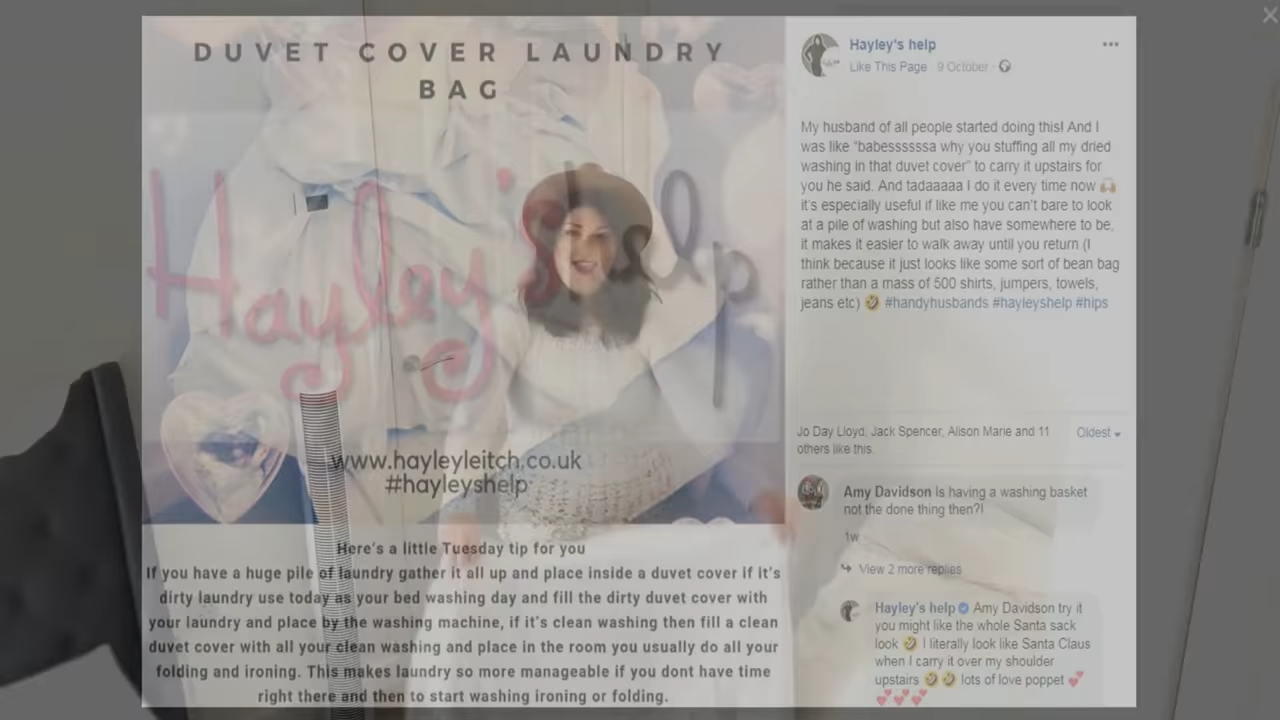 DUVET COVER LAUNDRY
BAG
Hayley's help
www.hayleyleitch.co.uk
#hayleyshelp
Here's a little Tuesday tip for you
If you have a huge pile of laundry gather it all up and place inside a duvet cover if it's
dirty laundry use today as your bed washing day and fill the dirty duvet cover with
your laundry and place by the washing machine, if it's clean washing then fill a clean
duvet cover with all your clean washing and place in the room you usually do all your
folding and ironing. This makes laundry so more manageable if you dont have time
right there and then to start washing ironing or folding.
Hayley's help
Like This Page · 9 October ·
My husband of all people started doing this! And I
was like “babesssssa why you stuffing all my dried
washing in that duvet cover” to carry it upstairs for
you he said. And tadaaaaa I do it every time now 🙌
it's especially useful if like me you can't bare to look
at a pile of washing but also have somewhere to be,
it makes it easier to walk away until you return (I
think because it just looks like some sort of bean bag
rather than a mass of 500 shirts, jumpers, towels,
jeans etc) 🤣 #handyhusbands #hayleyshelp #hips
Jo Day Lloyd, Jack Spencer, Alison Marie and 11
others like this.
Oldest
Amy Davidson Is having a washing basket
not the done thing then?!
1w
View 2 more replies
Hayley's help Amy Davidson try it
you might like the whole Santa sack
look 🤣 I literally look like Santa Claus
when I carry it over my shoulder
upstairs 🤣🤣 lots of love poppet 💕
💕💕💕